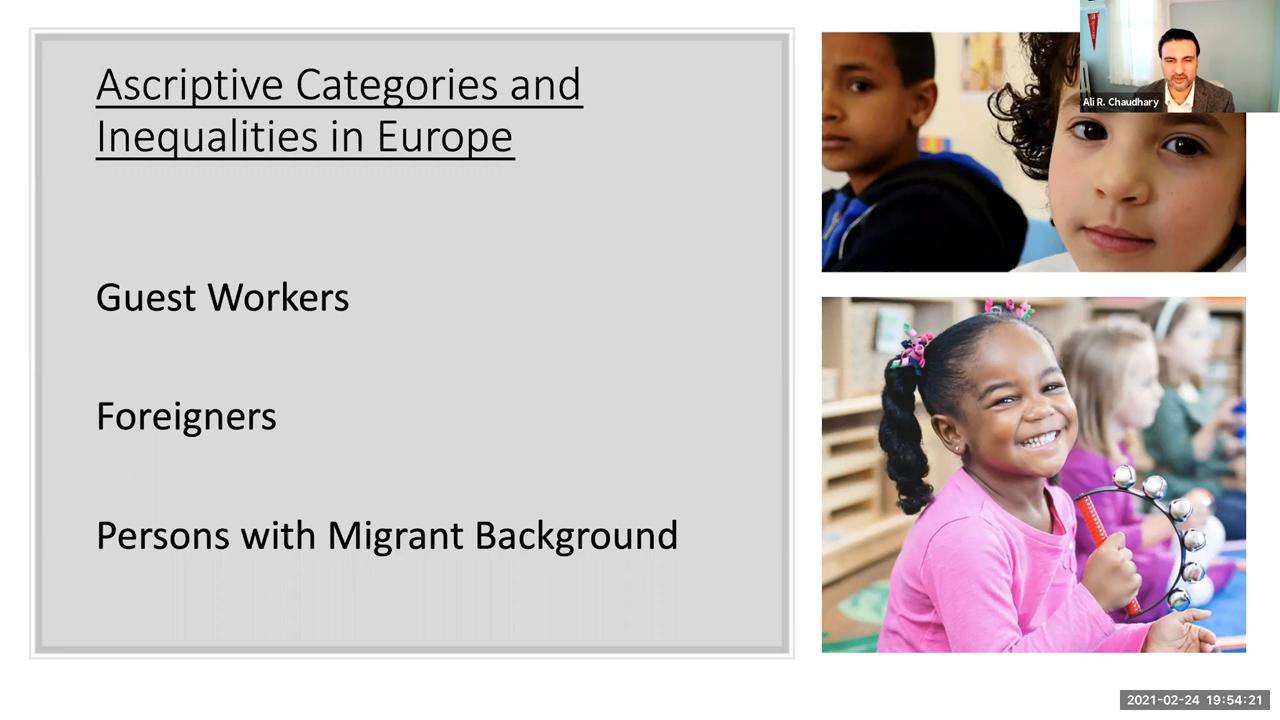 Ascriptive Categories and
Inequalities in Europe
Guest Workers
Foreigners
Persons with Migrant Background
Ali R. Chaudhary
2021-02-24 19:54:21